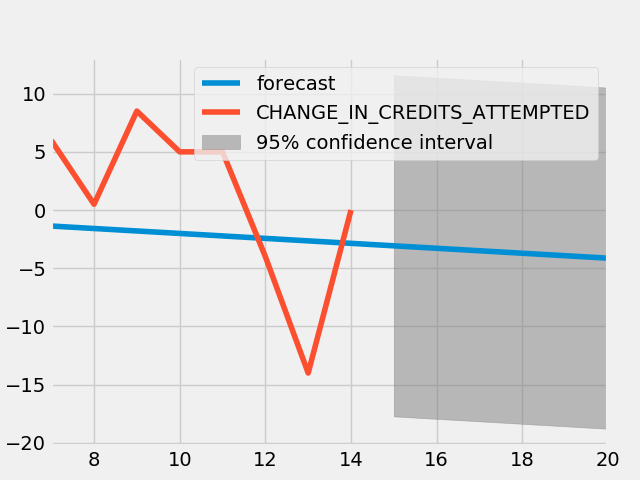 forecast
CHANGE_IN_CREDITS_ATTEMPTED
95% confidence interval
10
5
0
−5
−10
−15
−20
8 10 12 14 16 18 20